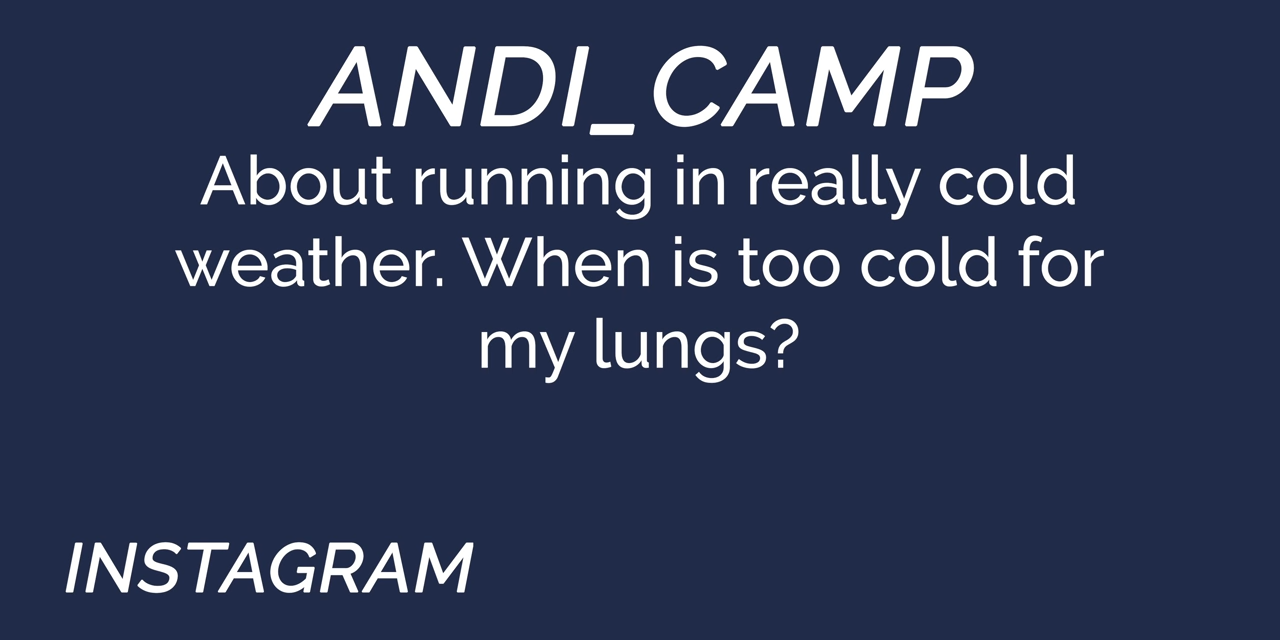 ANDI_CAMP
About running in really cold
weather. When is too cold for
my lungs?
INSTAGRAM